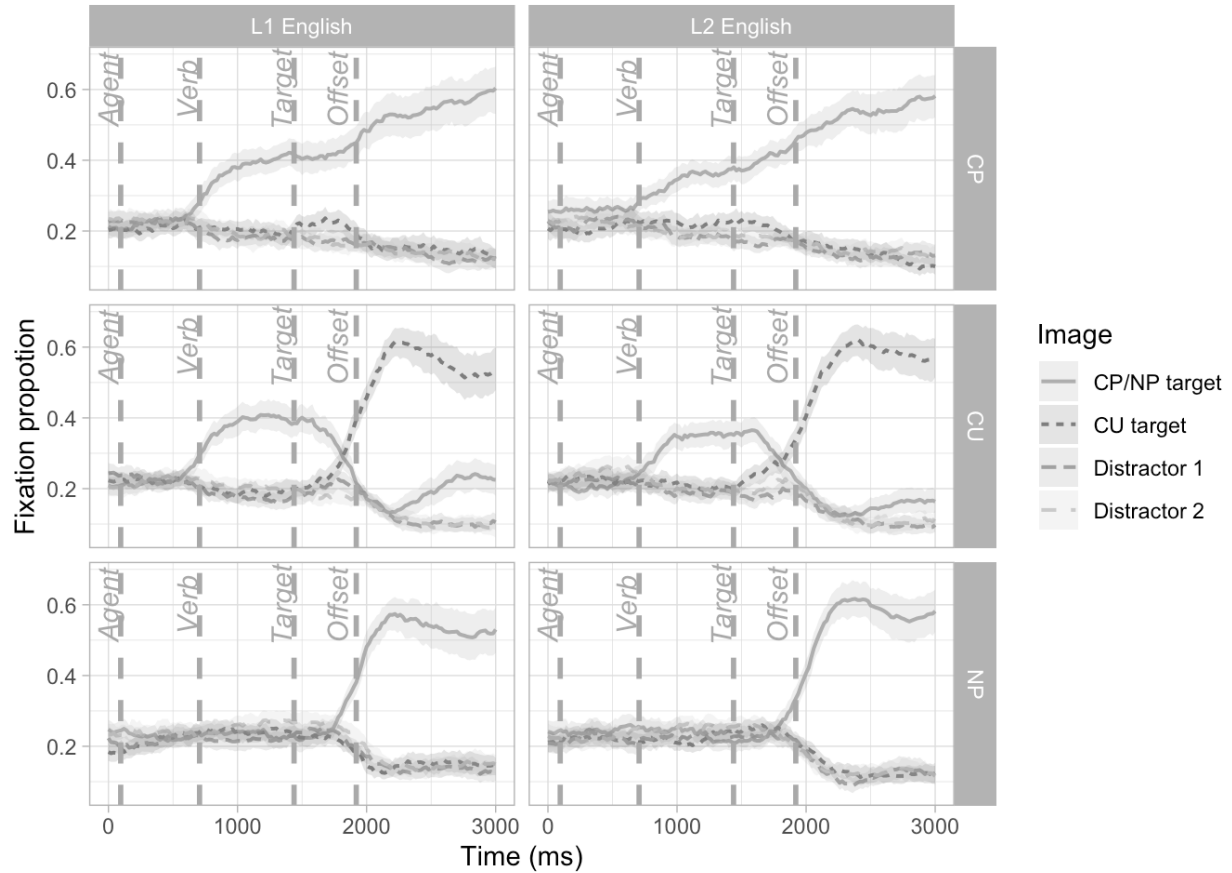 L1 English
L2 English
Agent
Verb
Target
Offset
Agent
Verb
Target
Offset
0.6
0.4
0.2
CP
Agent
Verb
Target
Offset
Agent
Verb
Target
Offset
0.6
0.4
0.2
CU
Agent
Verb
Target
Offset
Agent
Verb
Target
Offset
0.6
0.4
0.2
NP
0 1000 2000 3000
0 1000 2000 3000
Time (ms)
Fixation propotion
Image
CP/NP target
CU target
Distractor 1
Distractor 2